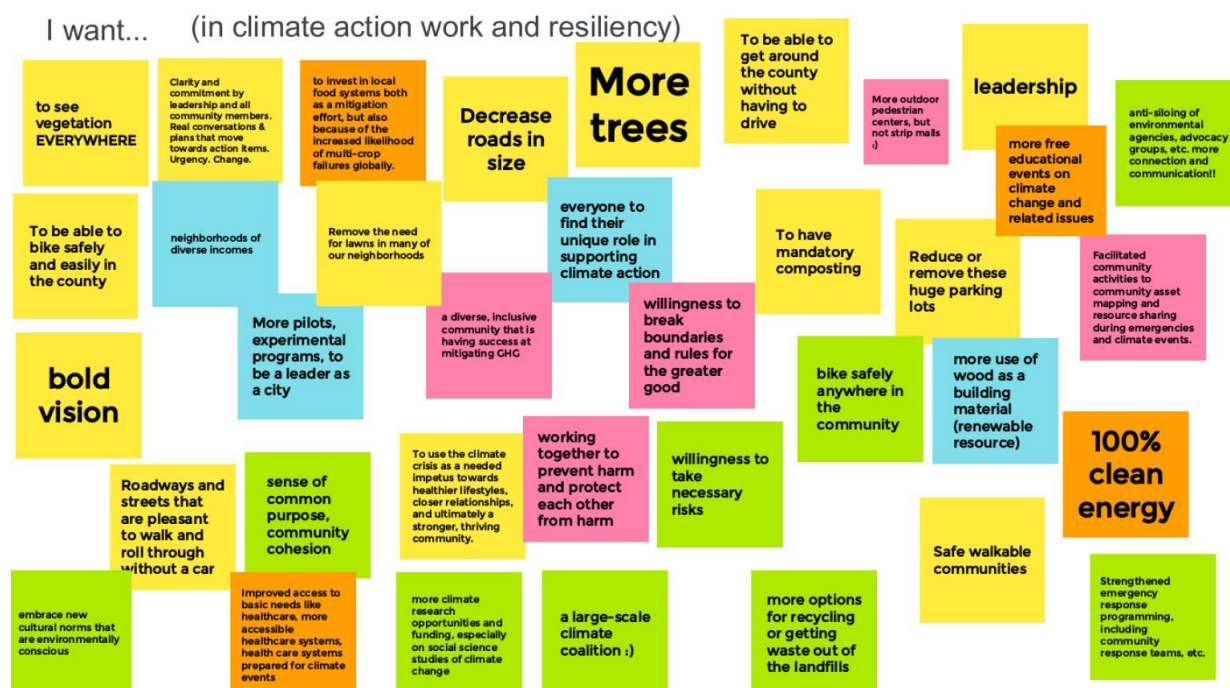 I want... (in climate action work and resiliency)
to see
vegetation
EVERYWHERE
Clarity and
commitment by
leadership and all
community members.
Real conversations &
plans that move
towards action items.
Urgency. Change.
to invest in local
food systems both
as a mitigation
effort, but also
because of the
increased likelihood
of multi-crop
failures globally.
Decrease
roads in
size
More
trees
To be able to
get around
the county
without
having to
drive
More outdoor
pedestrian
centers, but
not strip malls
:)
leadership
more free
educational
events on
climate
change and
related issues
anti-siloing of
environmental
agencies, advocacy
groups, etc. more
connection and
communication!!
To be able to
bike safely
and easily in
the county
neighborhoods of
diverse incomes
Remove the need
for lawns in many of
our neighborhoods
everyone to
find their
unique role in
supporting
climate action
To have
mandatory
composting
Reduce or
remove these
huge parking
lots
Facilitated
community
activities to
community asset
mapping and
resource sharing
during emergencies
and climate events.
More pilots,
experimental
programs, to
be a leader as
a city
a diverse, inclusive
community that is
having success at
mitigating GHG
willingness to
break
boundaries
and rules for
the greater
good
bold
vision
bike safely
anywhere in
the
community
more use of
wood as a
building
material
(renewable
resource)
100%
clean
energy
Roadways and
streets that
are pleasant
to walk and
roll through
without a car
sense of
common
purpose,
community
cohesion
To use the climate
crisis as a needed
impetus towards
healthier lifestyles,
closer relationships,
and ultimately a
stronger, thriving
community.
working
together to
prevent harm
and protect
each other
from harm
willingness to
take
necessary
risks
Safe walkable
communities
embrace new
cultural norms that
are environmentally
conscious
Improved access to
basic needs like
healthcare, more
accessible
healthcare systems,
health care systems
prepared for climate
events
more climate
research
opportunities and
funding, especially
on social science
studies of climate
change
a large-scale
climate
coalition :)
more options
for recycling
or getting
waste out of
the landfills
Strengthened
emergency
response
programming,
including
community
response teams, etc.